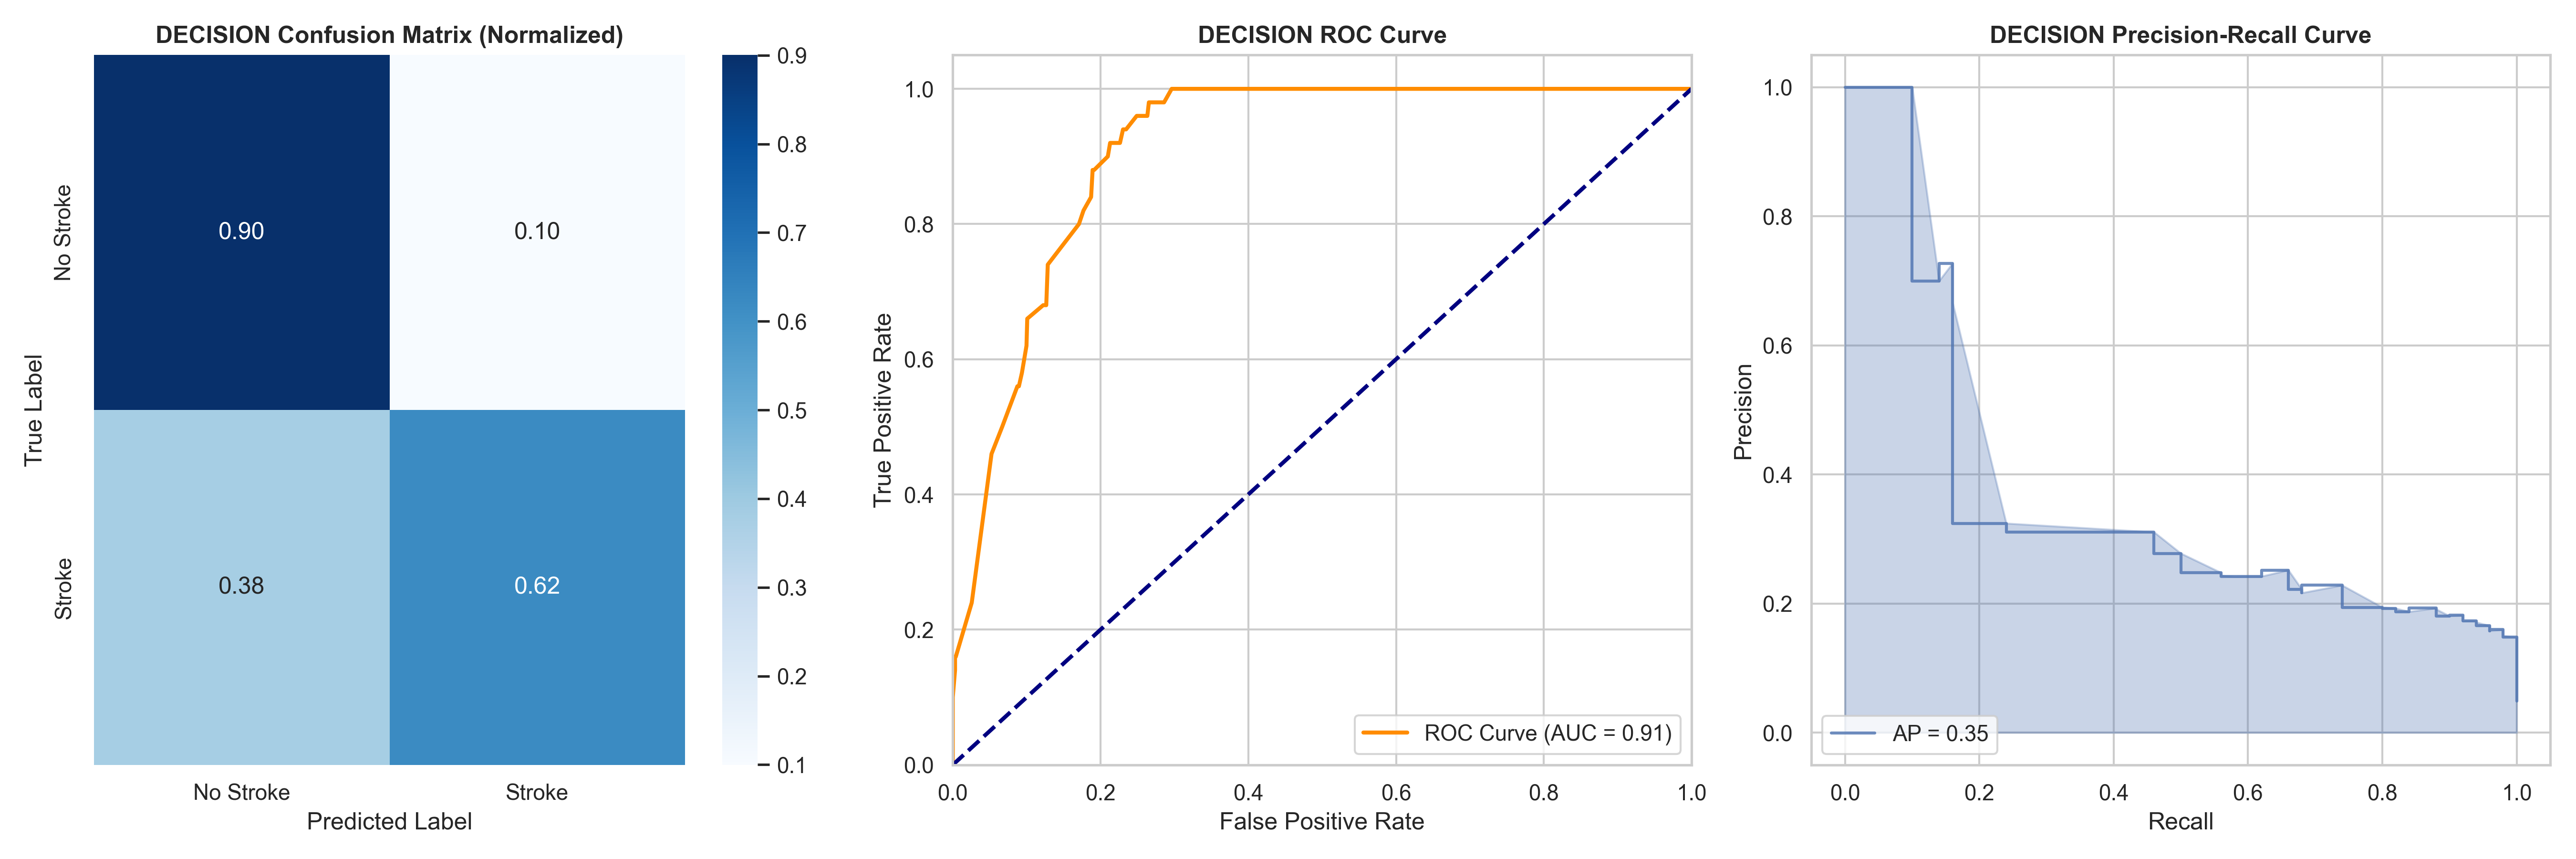 DECISION Confusion Matrix (Normalized)
True Label
No Stroke
Stroke
0.90
0.10
0.38
0.62
No Stroke
Stroke
Predicted Label
0.9
0.8
0.7
0.6
0.5
0.4
0.3
0.2
0.1
DECISION ROC Curve
True Positive Rate
1.0
0.8
0.6
0.4
0.2
0.0
ROC Curve (AUC = 0.91)
0.0 0.2 0.4 0.6 0.8 1.0
False Positive Rate
DECISION Precision-Recall Curve
Precision
1.0
0.8
0.6
0.4
0.2
0.0
AP = 0.35
0.0 0.2 0.4 0.6 0.8 1.0
Recall